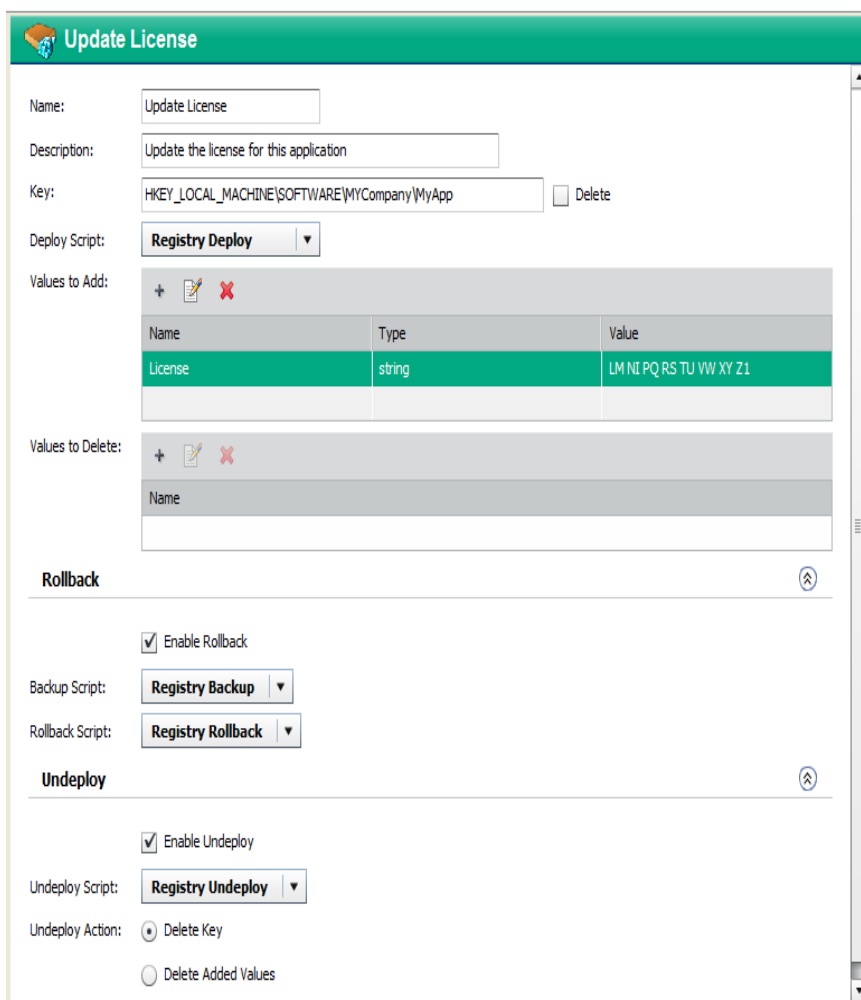 Update License
Name: Update License
Description: Update the license for this application
Key: HKEY_LOCAL_MACHINE\SOFTWARE\MYCompany\MyApp Delete
Deploy Script: Registry Deploy
Values to Add:
Name Type Value
License string LM NI PQ RS TU VW XY Z1
Values to Delete:
Name
Rollback
Enable Rollback
Backup Script: Registry Backup
Rollback Script: Registry Rollback
Undeploy
Enable Undeploy
Undeploy Script: Registry Undeploy
Undeploy Action: Delete Key
Delete Added Values